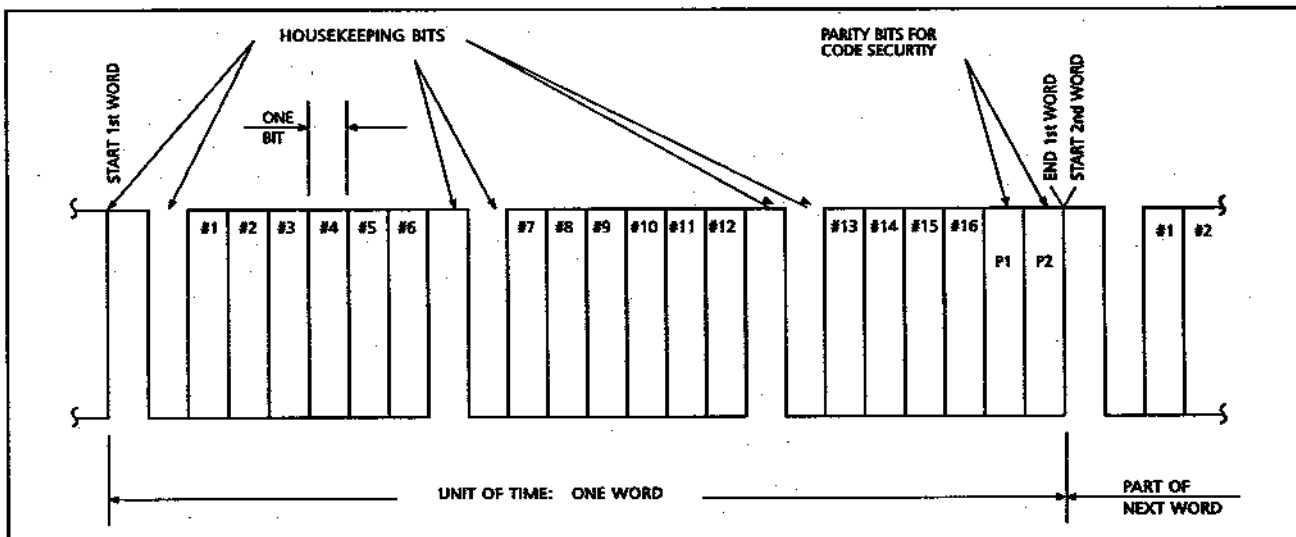 HOUSEKEEPING BITS
PARITY BITS FOR
CODE SECURTIY
START 1st WORD
ONE
BIT
END 1st WORD
START 2nd WORD
#1 #2 #3 #4 #5 #6 #7 #8 #9 #10 #11 #12 #13 #14 #15 #16 #1 #2
P1 P2
UNIT OF TIME: ONE WORD
PART OF
NEXT WORD